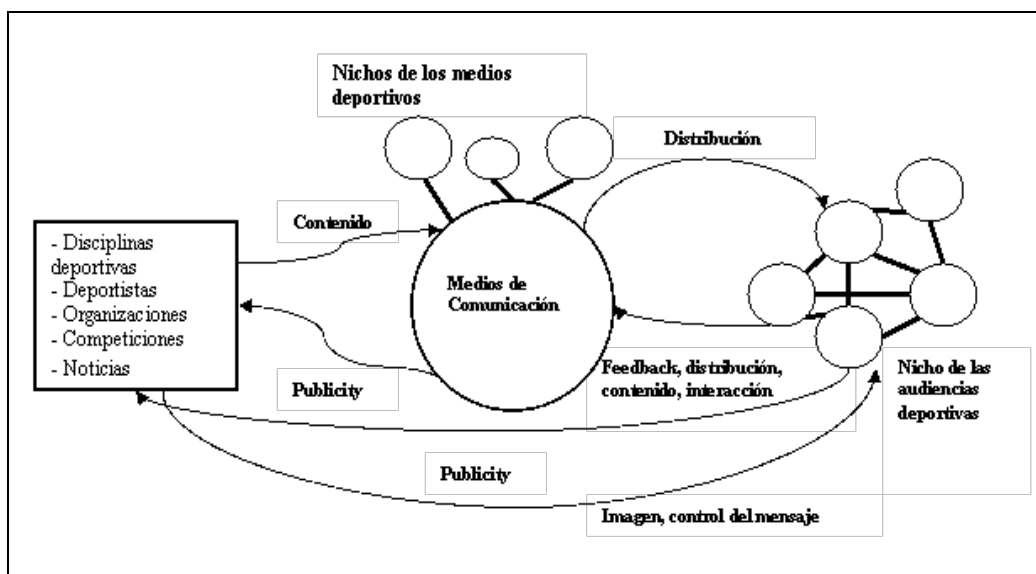 Nichos de los medios
deportivos
Distribución
Contenido
- Disciplinas
deportivas
- Deportistas
- Organizaciones
- Competiciones
- Noticias
Medios de
Comunicación
Publicity
Feedback, distribución,
contenido, interacción
Nicho de las
audiencias
deportivas
Publicity
Imagen, control del mensaje